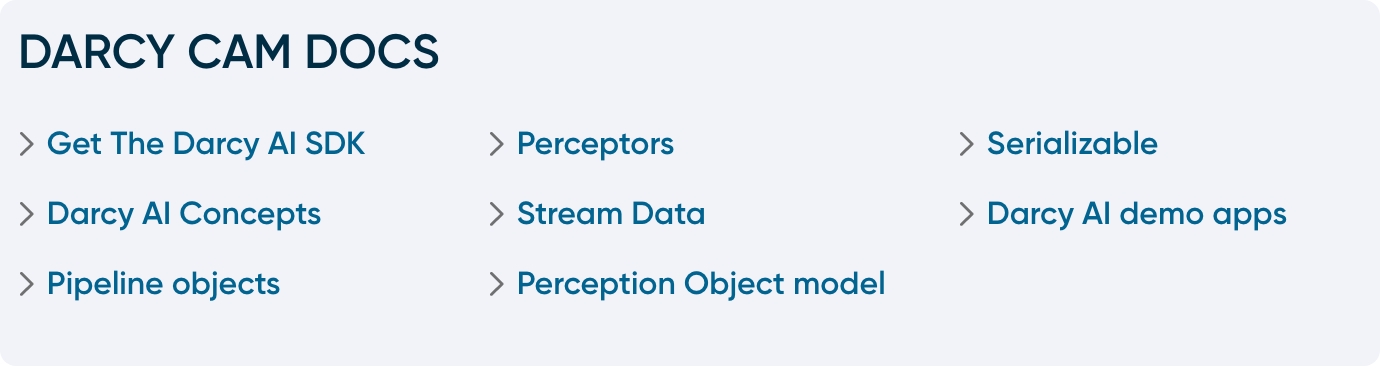 DARCY CAM DOCS
Get The Darcy AI SDK
Darcy AI Concepts
Pipeline objects
Perceptors
Stream Data
Perception Object model
Serializable
Darcy AI demo apps